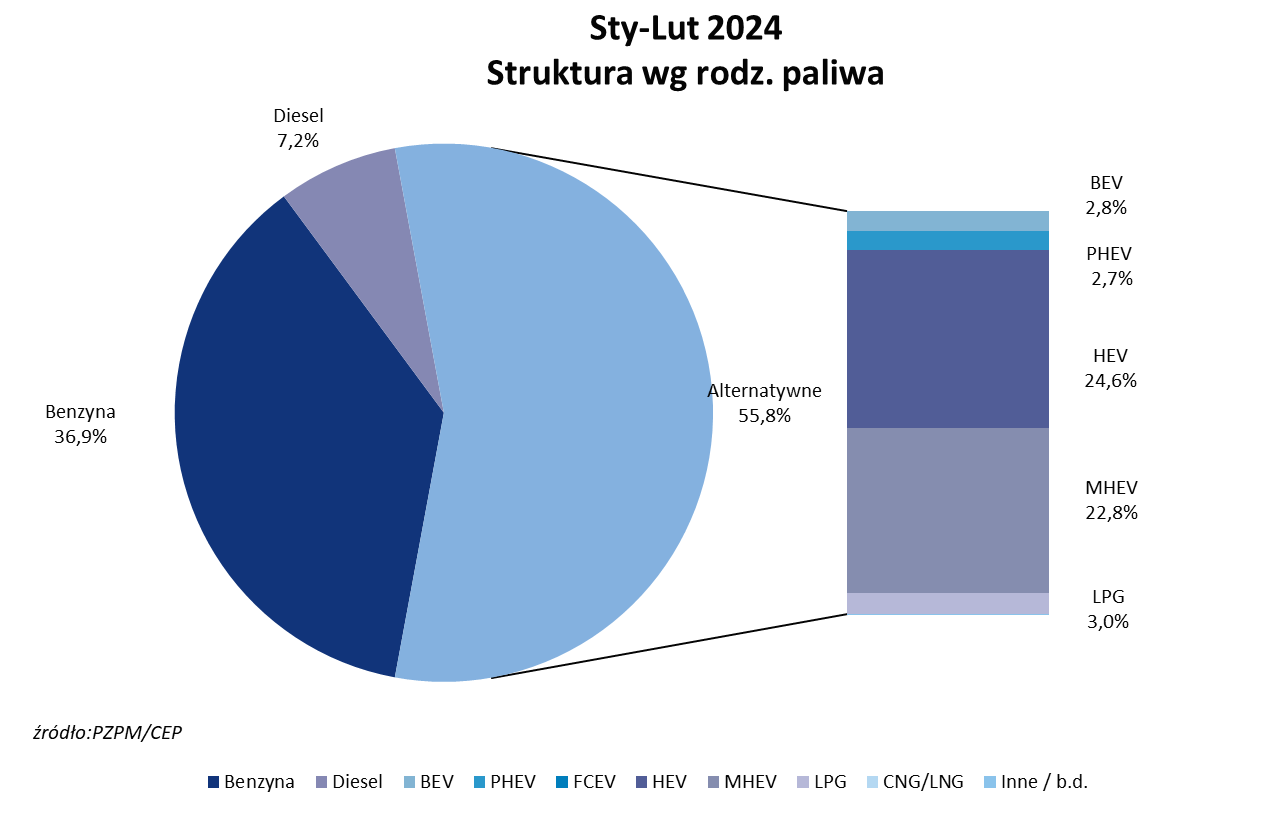 Sty-Lut 2024
Struktura wg rodz. paliwa
Diesel
7,2%
Benzyna
36,9%
Alternatywne
55,8%
BEV
2,8%
PHEV
2,7%
HEV
24,6%
MHEV
22,8%
LPG
3,0%
źródło:PZPM/CEP
Benzyna Diesel BEV PHEV FCEV HEV MHEV LPG CNG/LNG Inne / b.d.